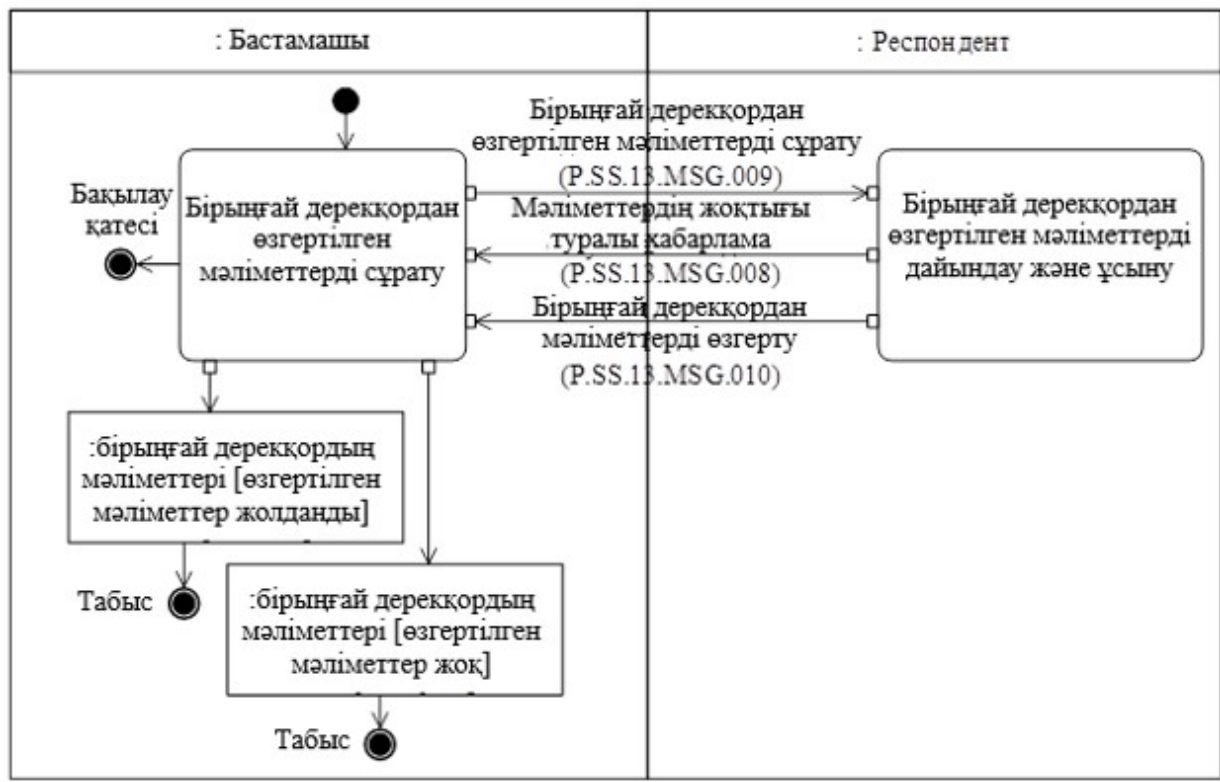 : Бастамашы
: Респондент
Бірыңғай дерекқордан
өзгертілген мәліметтерді сұрату
(P.SS.13.MSG.009)
Мәліметтердің жоқтығы
туралы хабарлама
(P.SS.13.MSG.008)
Бірыңғай дерекқордан
мәліметтерді өзгерту
(P.SS.13.MSG.010)
Бақылау
қатесі
Бірыңғай дерекқордан
өзгертілген
мәліметтерді сұрату
Бірыңғай дерекқордан
өзгертілген мәліметтерді
дайындау және ұсыну
:бірыңғай дерекқордың
мәліметтері [өзгертілген
мәліметтер жолданды]
Табыс
:бірыңғай дерекқордың
мәліметтері [өзгертілген
мәліметтер жоқ]
Табыс